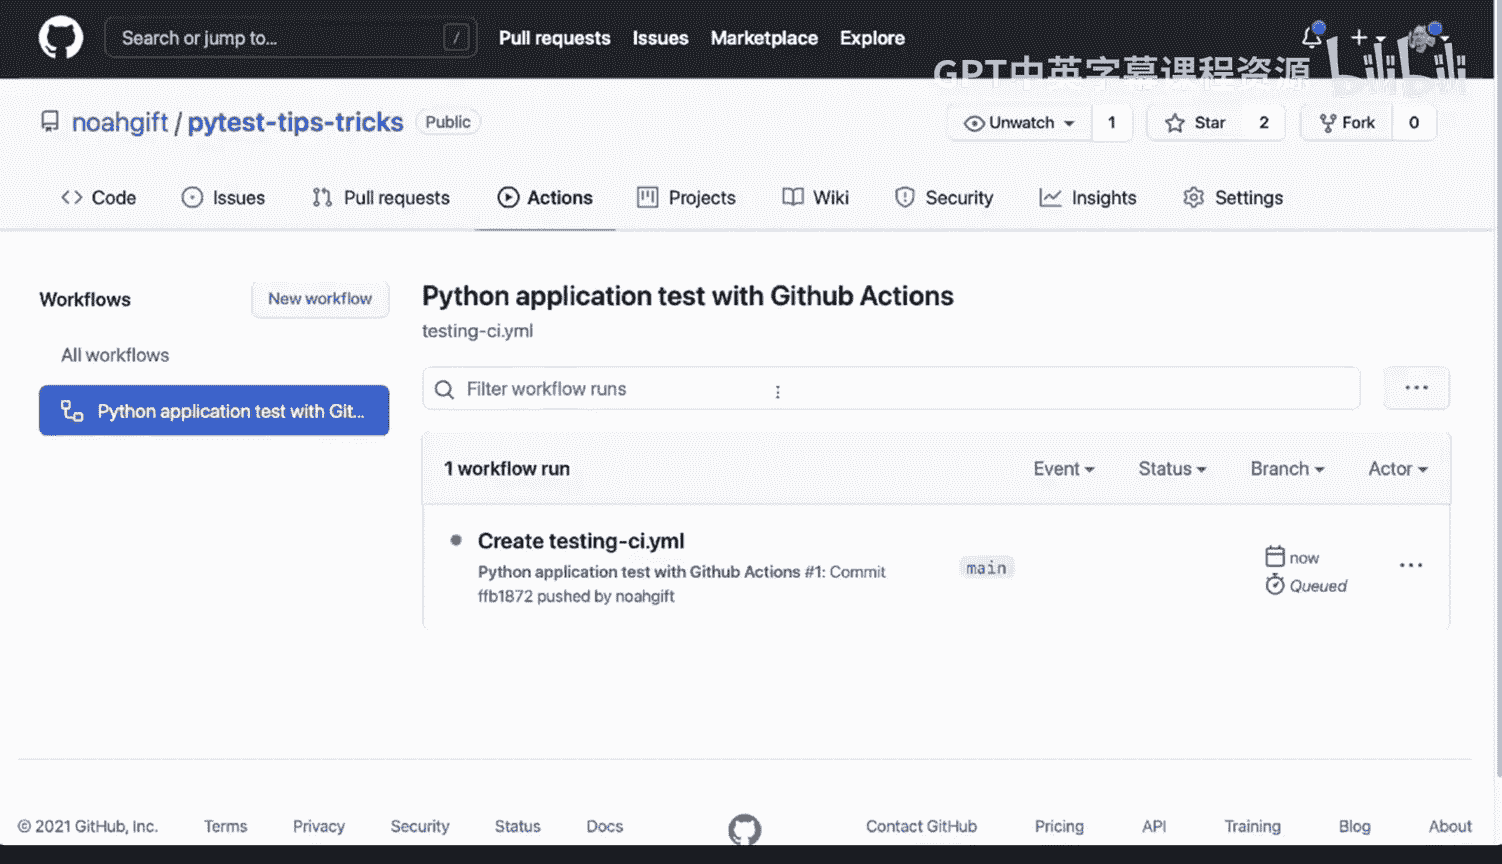 Search or jump to...
/
Pull requests
Issues
Marketplace
Explore
GPT中英字幕课程资源
bilibili
noahgift / pytest-tips-tricks
Public
Unwatch
1
Star
2
Fork
0
Code
Issues
Pull requests
Actions
Projects
Wiki
Security
Insights
Settings
Workflows
New workflow
All workflows
Python application test with Git...
Python application test with Github Actions
testing-ci.yml
Filter workflow runs
1 workflow run
Event
Status
Branch
Actor
Create testing-ci.yml
Python application test with Github Actions #1: Commit
ffb1872 pushed by noahgift
main
now
Queued
© 2021 GitHub, Inc.
Terms
Privacy
Security
Status
Docs
Contact GitHub
Pricing
API
Training
Blog
About